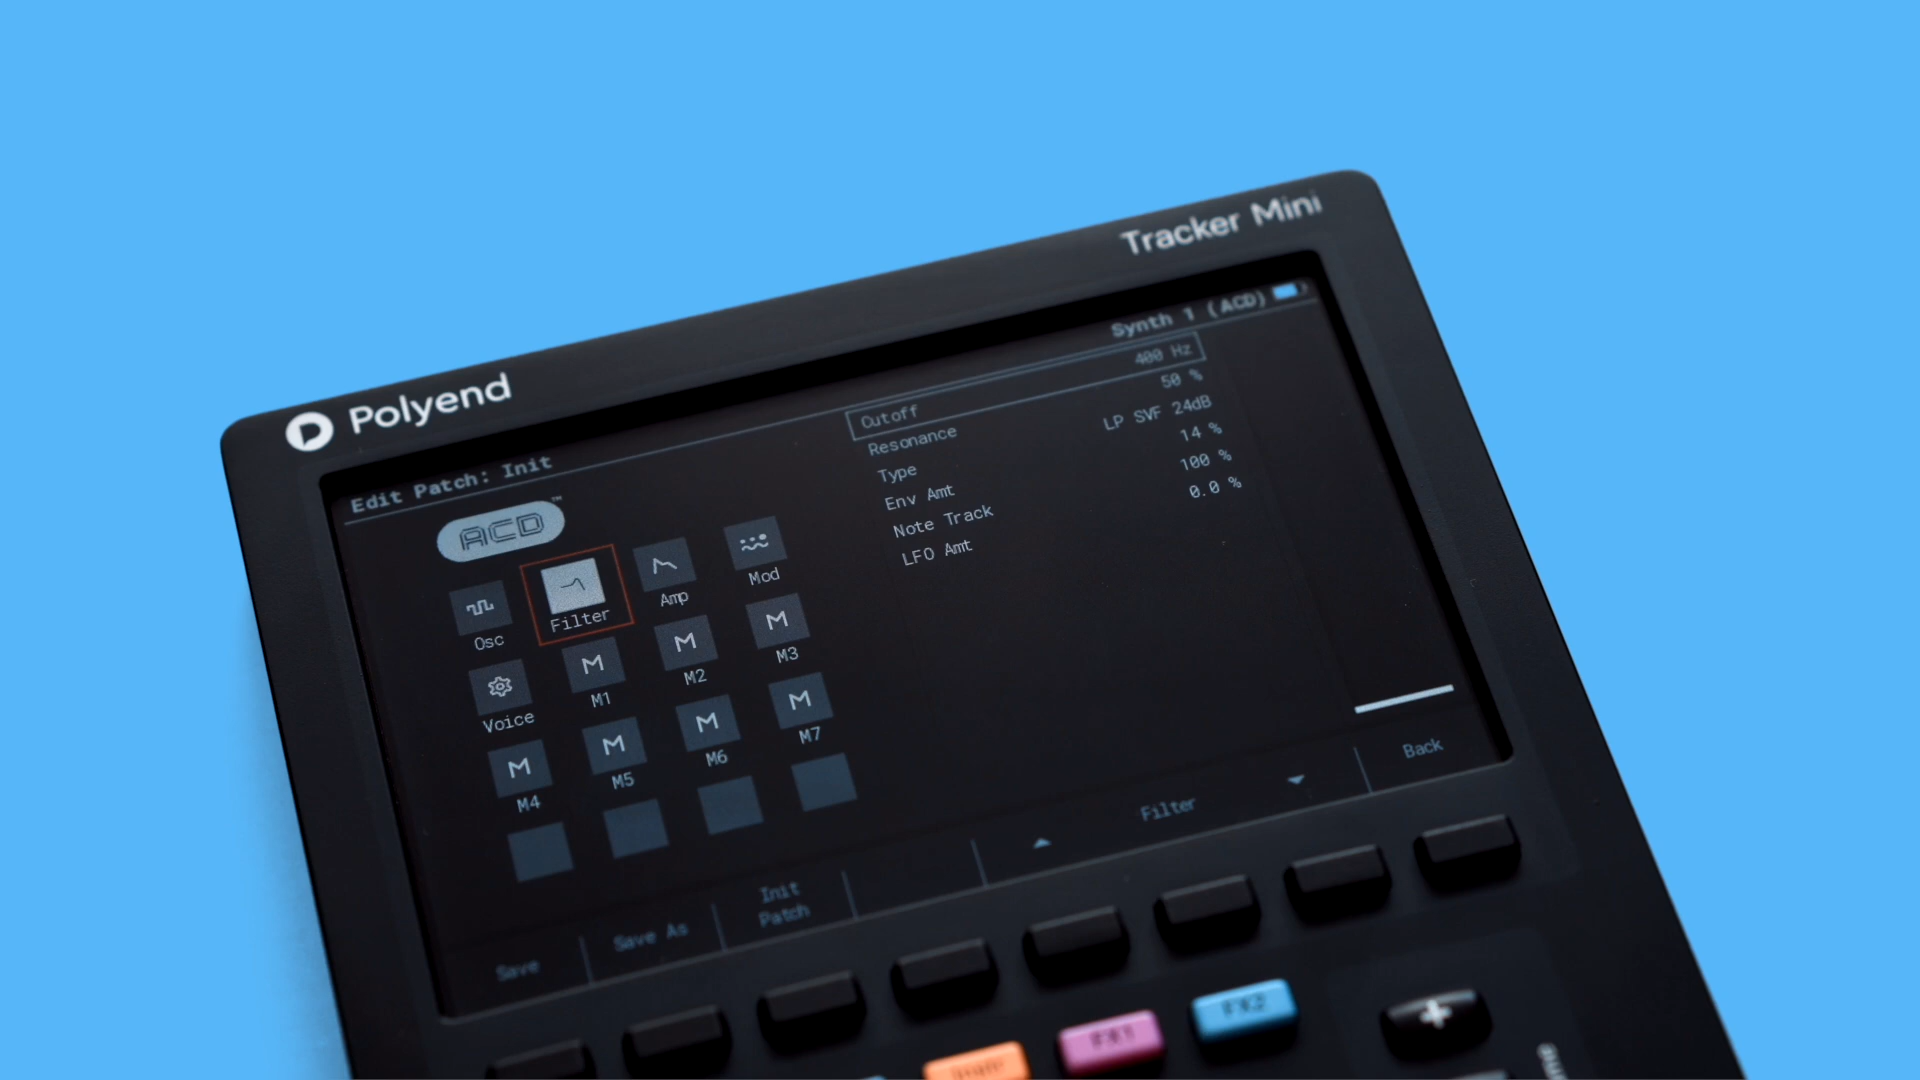 Polyend
Tracker Mini
Edit Patch: Init
Synth 1 (ACD)
ACD™
Osc
Filter
Amp
Mod
Voice
M
M1
M
M2
M
M3
M
M4
M
M5
M
M6
M
M7
Cutoff 400 Hz
Resonance 50 %
Type LP SVF 24dB
Env Amt 14 %
Note Track 100 %
LFO Amt 0.0 %
Save
Save As
Init
Patch
Filter
Back
FX1
FX2
+